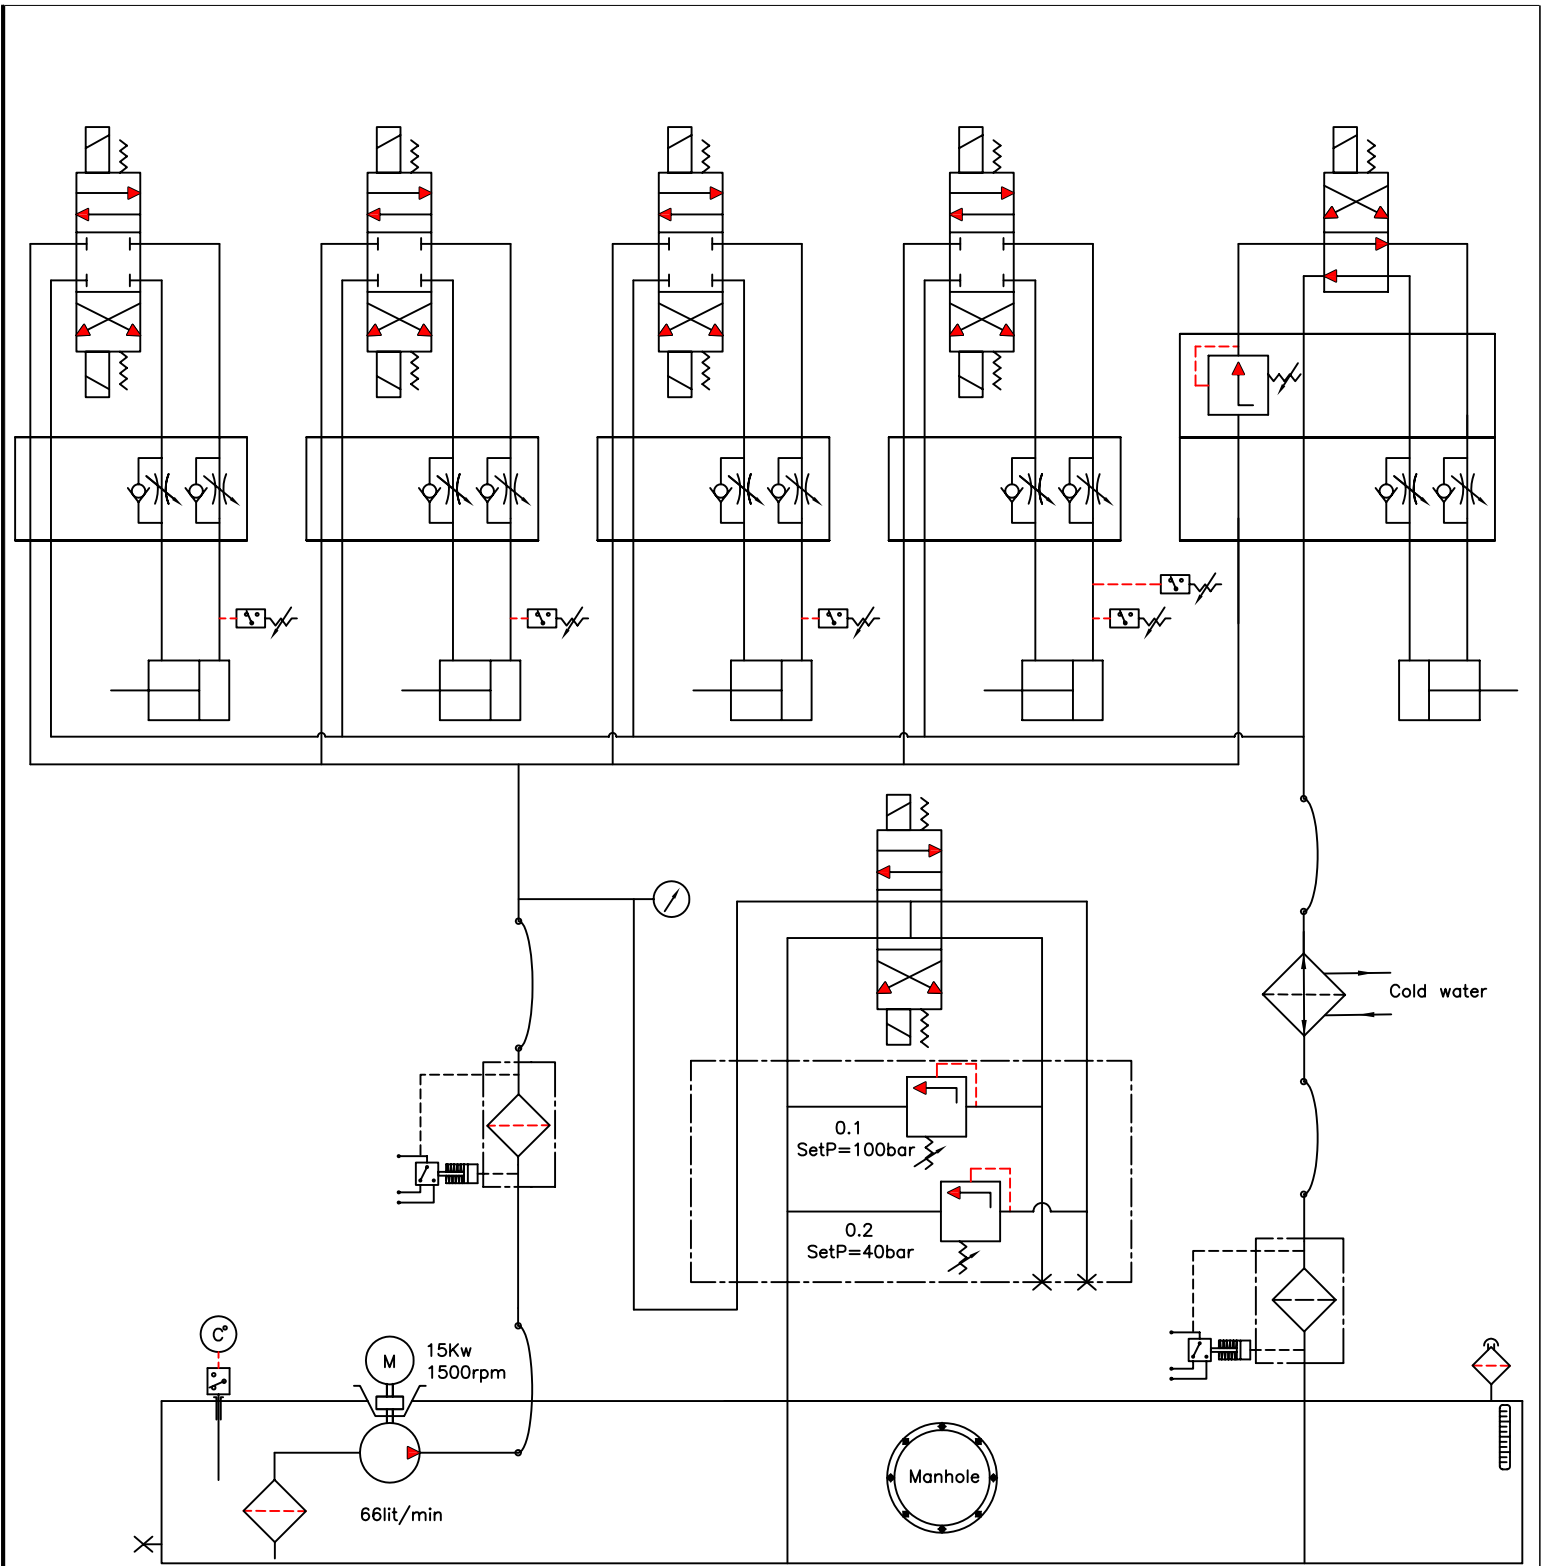 Cold water
0.1
SetP=100bar
0.2
SetP=40bar
C°
M
15Kw
1500rpm
Manhole
66lit/min